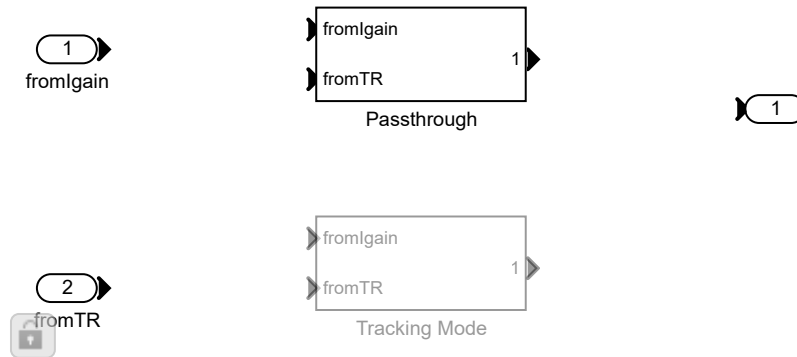 1
fromIgain
fromIgain
fromTR
1
Passthrough
1
fromIgain
fromTR
1
Tracking Mode
2
fromTR